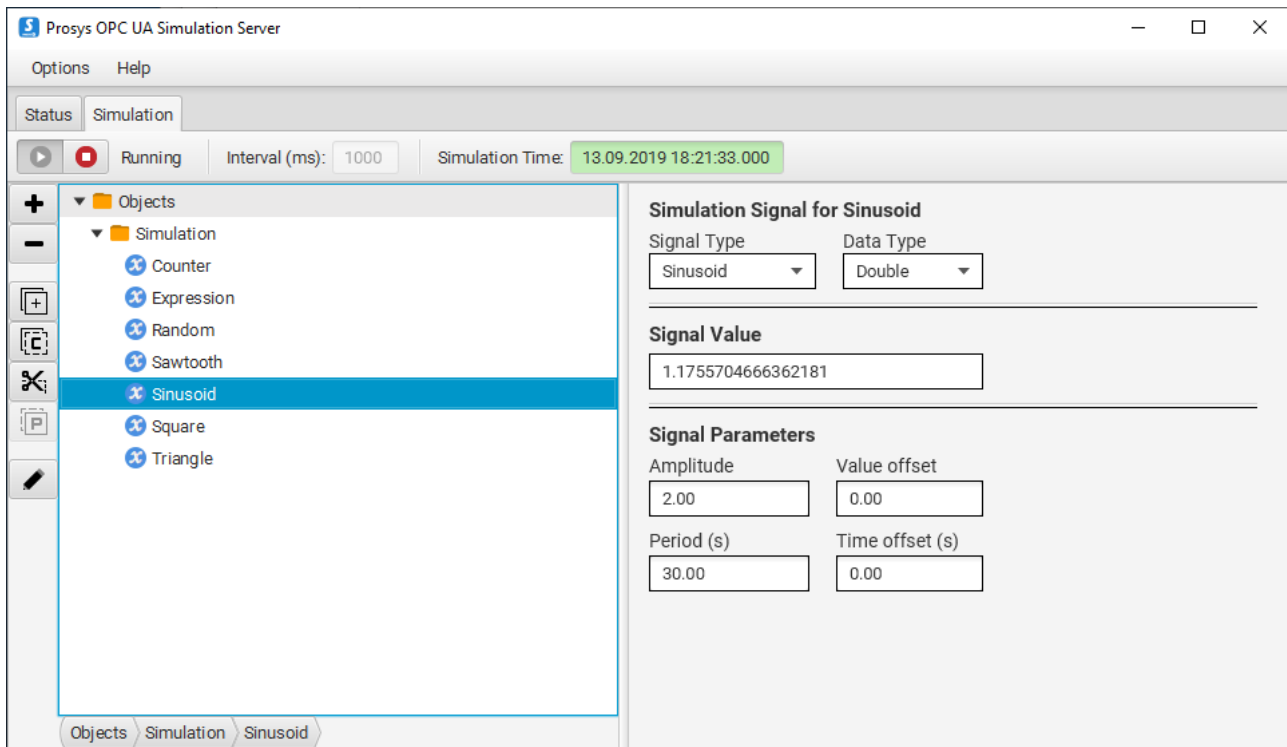 Prosys OPC UA Simulation Server
Options Help
Status Simulation
Running Interval (ms): 1000 Simulation Time: 13.09.2019 18:21:33.000
Objects
Simulation
Counter
Expression
Random
Sawtooth
Sinusoid
Square
Triangle
Objects Simulation Sinusoid
Simulation Signal for Sinusoid
Signal Type Data Type
Sinusoid Double
Signal Value
1.1755704666362181
Signal Parameters
Amplitude Value offset
2.00 0.00
Period (s) Time offset (s)
30.00 0.00